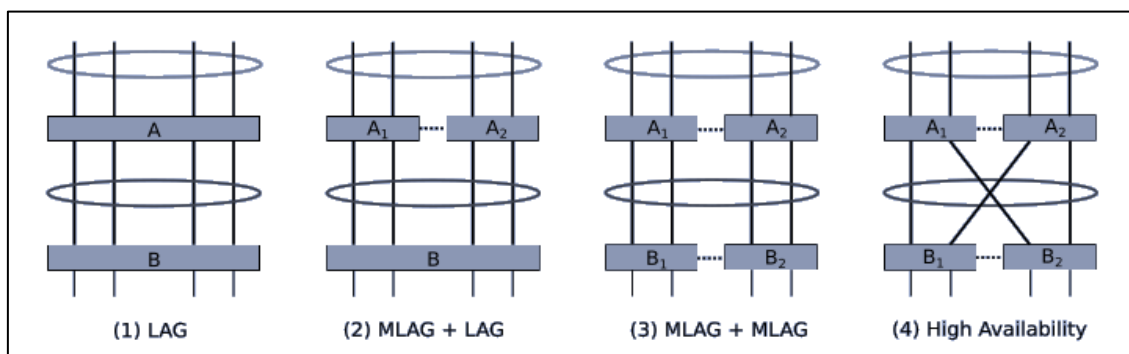 A A₁ A₂ A₁ A₂ A₁ A₂
B B B₁ B₂ B₁ B₂
(1) LAG (2) MLAG + LAG (3) MLAG + MLAG (4) High Availability